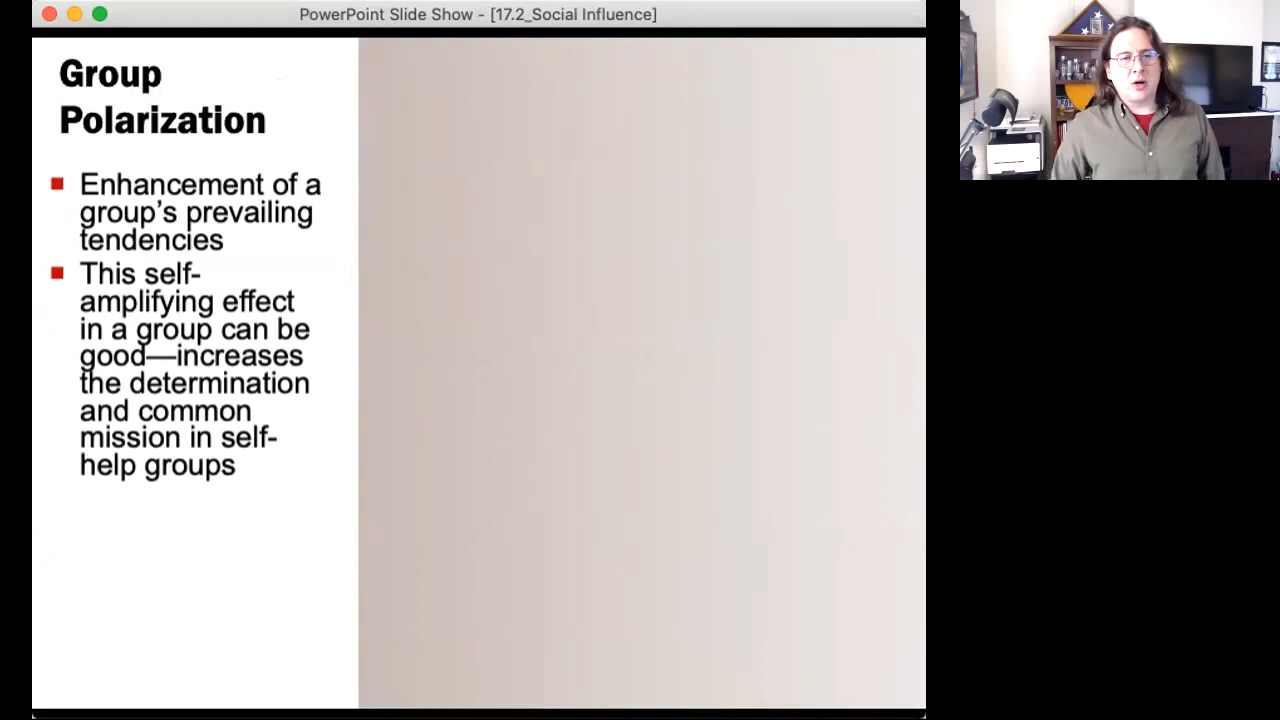 PowerPoint Slide Show - [17.2_Social Influence]
Group
Polarization
Enhancement of a
group’s prevailing
tendencies
This self-
amplifying effect
in a group can be
good—increases
the determination
and common
mission in self-
help groups